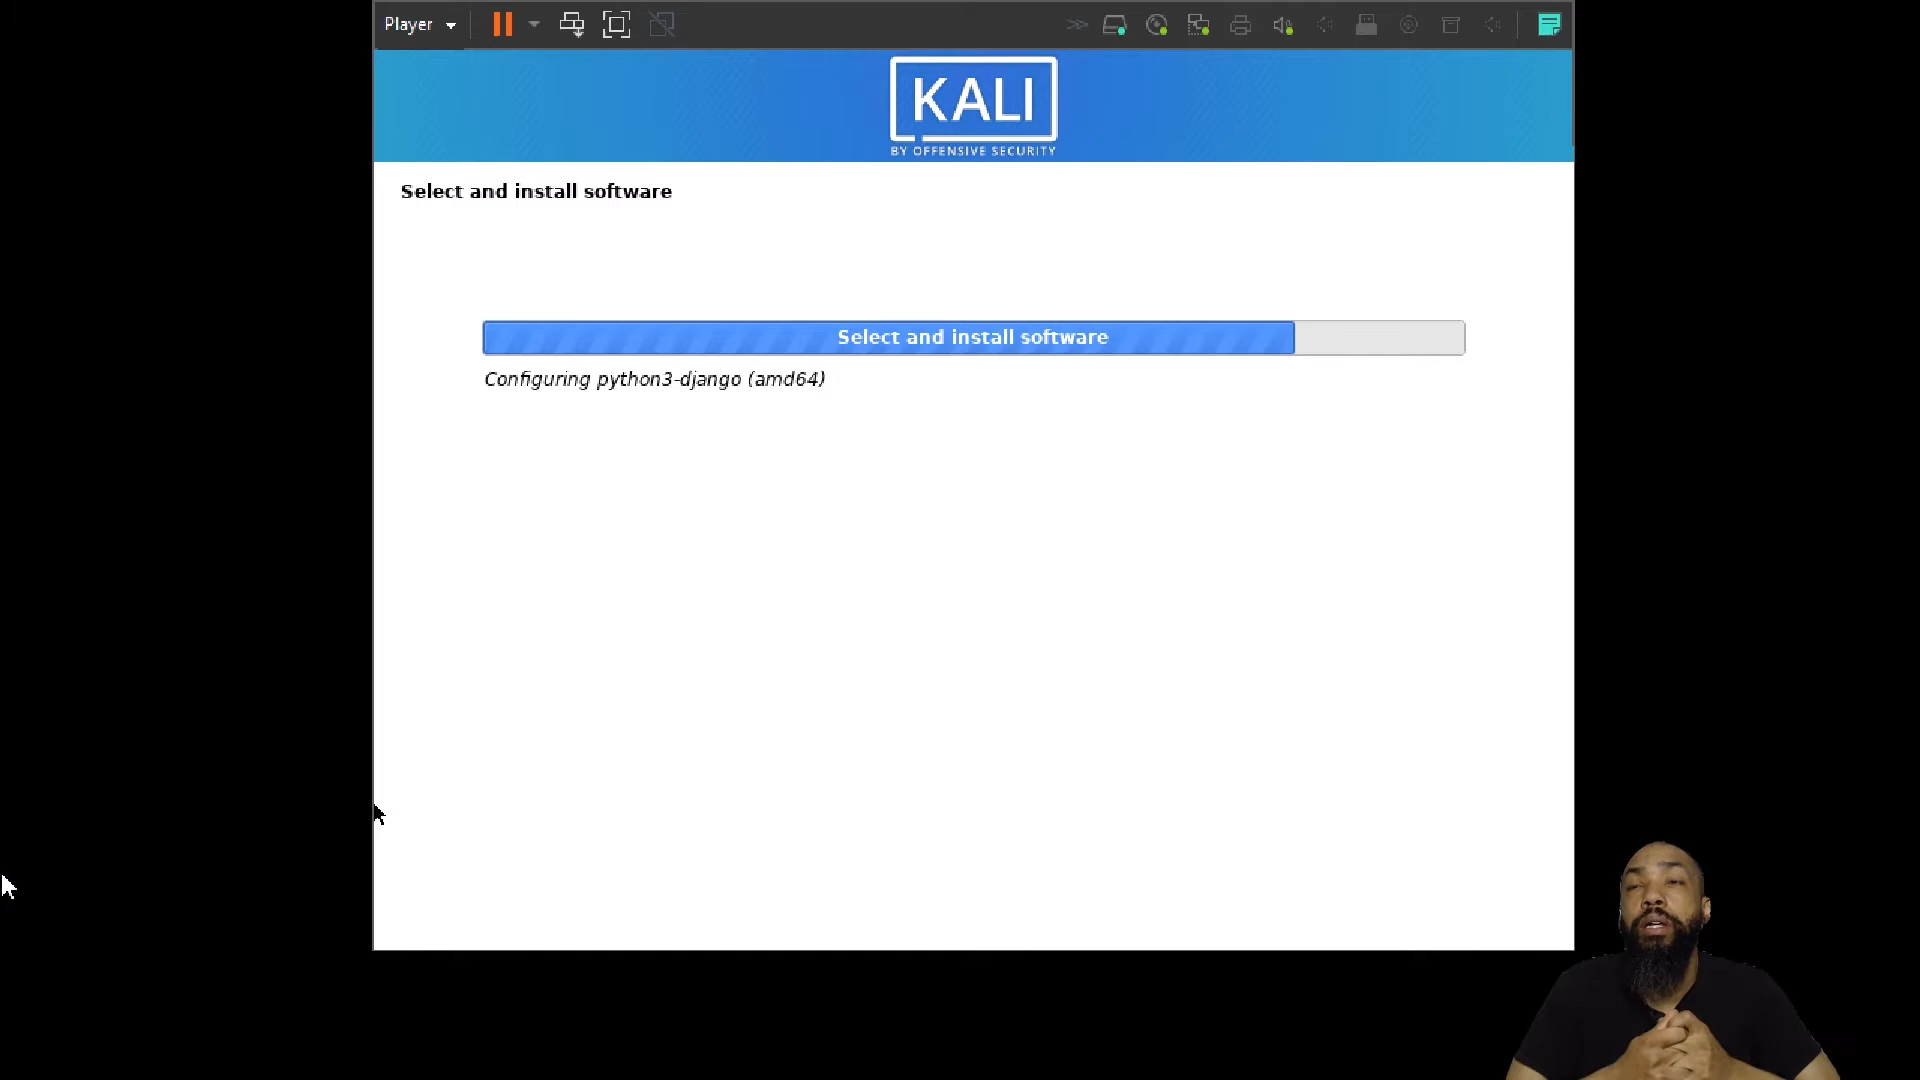 Player
KALI
BY OFFENSIVE SECURITY
Select and install software
Select and install software
Configuring python3-django (amd64)